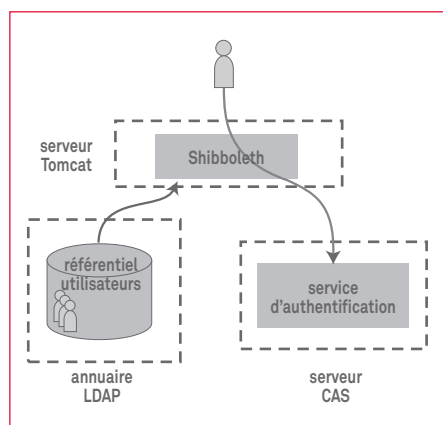 serveur
Tomcat
Shibboleth
référentiel
utilisateurs
service
d'authentification
annuaire
LDAP
serveur
CAS